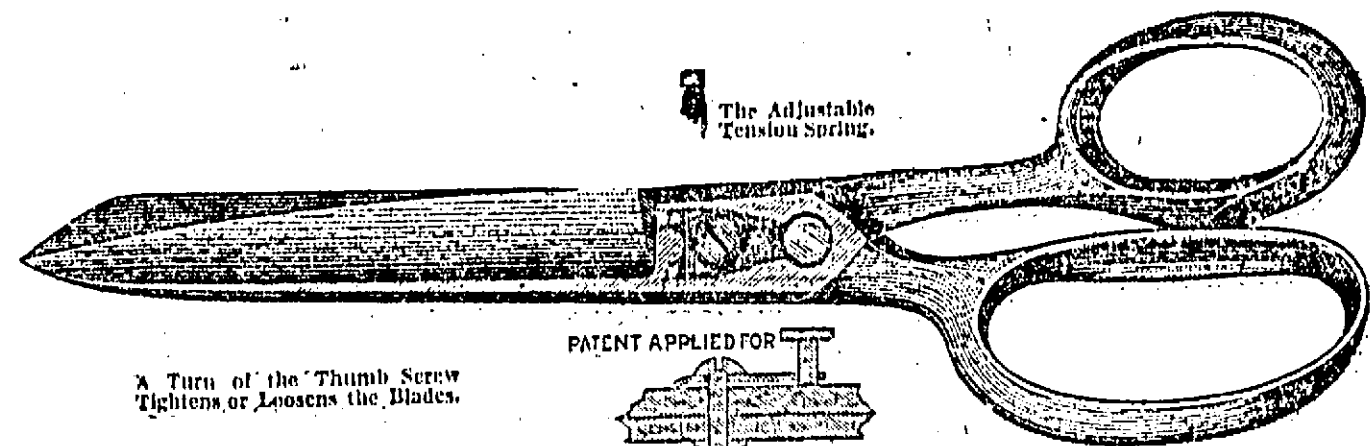 The Adjustable
Tension Spring.
PATENT APPLIED FOR
A Turn of the Thumb Screw
Tightens or Loosens the Blades.